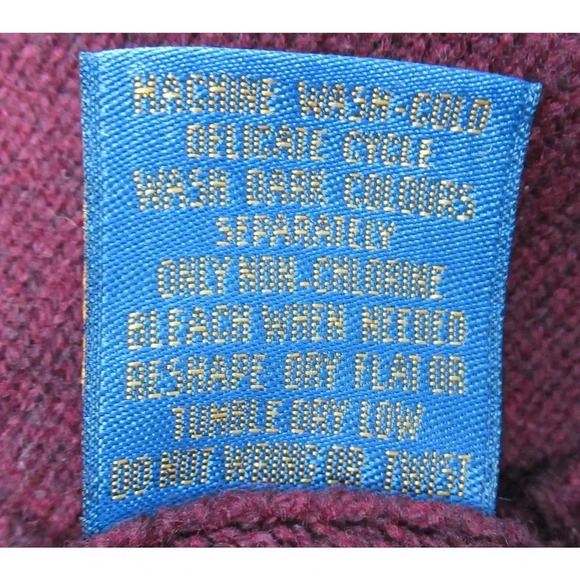 MACHINE WASH-COLD
DELICATE CYCLE
WASH DARK COLOURS
SEPARATELY
ONLY NON-CHLORINE
BLEACH WHEN NEEDED
RESHAPE DRY FLAT OR
TUMBLE DRY LOW
DO NOT WRING OR TWIST